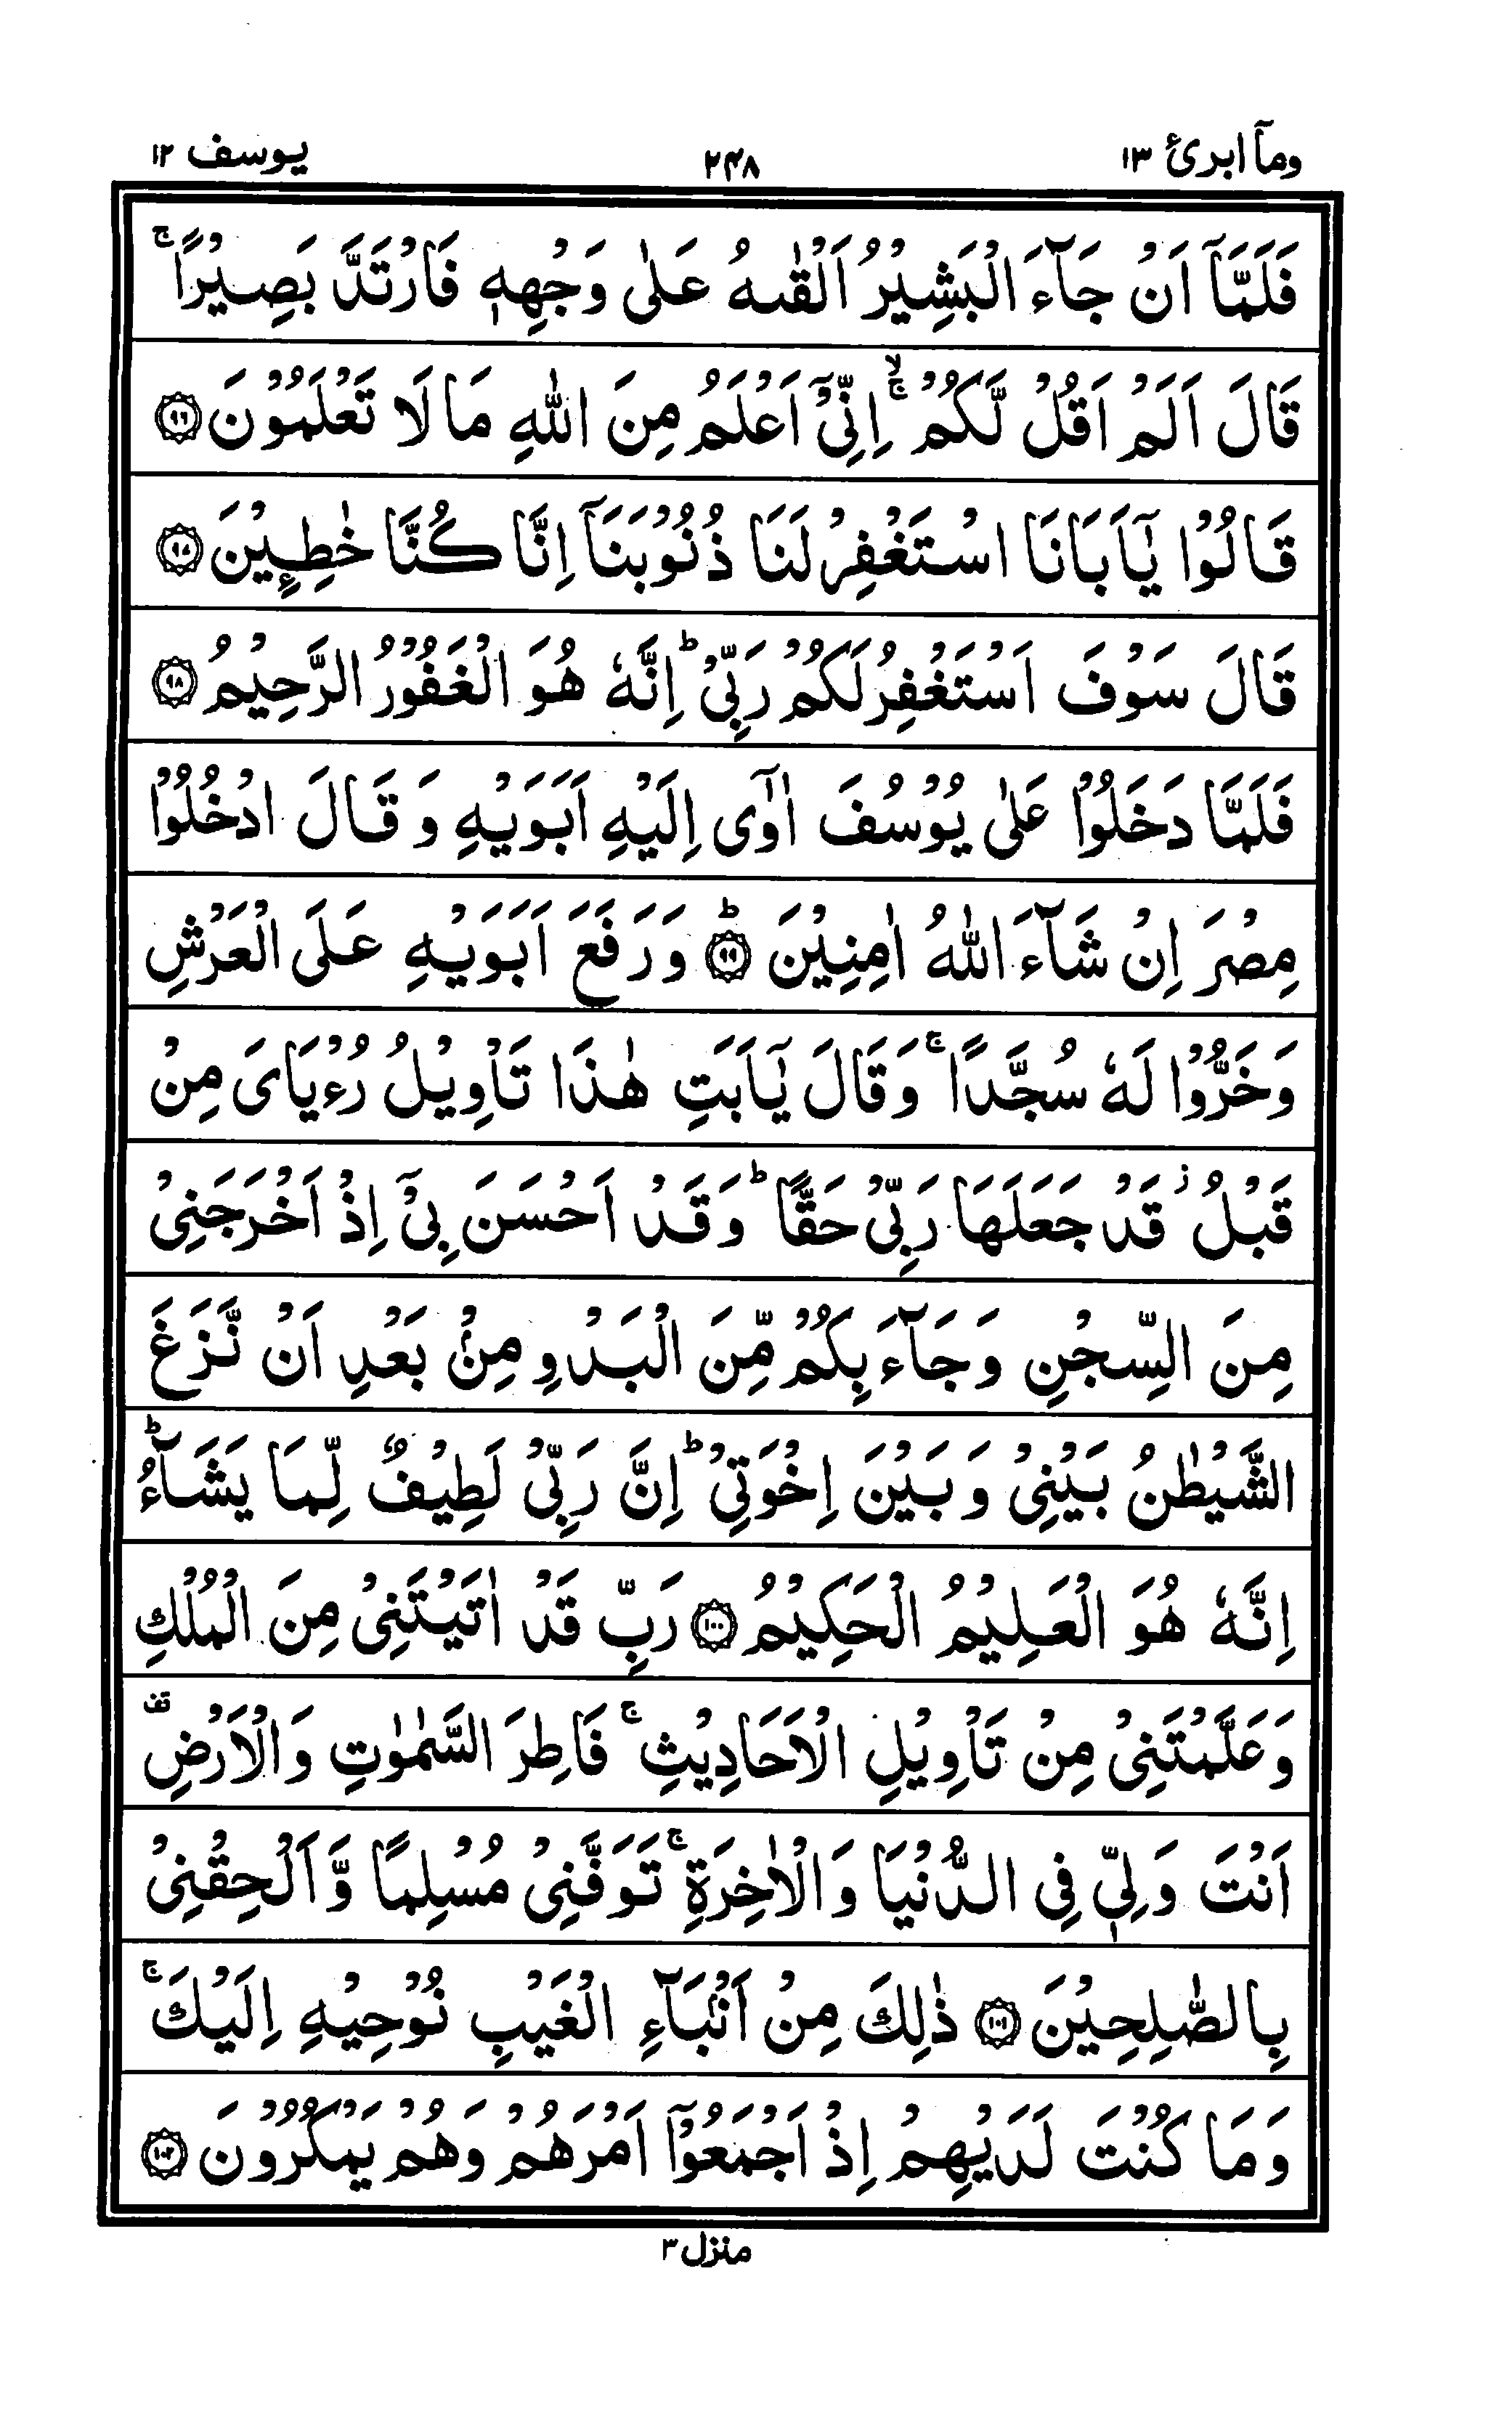 ومآ ابرئ ١٣ ٢٤٨ يوسف ١٢
فَلَمَّآ اَنْ جَآءَ الْبَشِيْرُ اَلْقٰىهُ عَلٰى وَجْهِهٖ فَارْتَدَّ بَصِيْرًا ۚ
قَالَ اَلَمْ اَقُلْ لَّكُمْ ۙۚ اِنِّيْٓ اَعْلَمُ مِنَ اللّٰهِ مَا لَا تَعْلَمُوْنَ ﴿٩٦﴾
قَالُوْا يٰٓاَبَانَا اسْتَغْفِرْ لَنَا ذُنُوْبَنَآ اِنَّا كُنَّا خٰطِـِٕيْنَ ﴿٩٧﴾
قَالَ سَوْفَ اَسْتَغْفِرُ لَكُمْ رَبِّيْ ؕ اِنَّهٗ هُوَ الْغَفُوْرُ الرَّحِيْمُ ﴿٩٨﴾
فَلَمَّا دَخَلُوْا عَلٰى يُوْسُفَ اٰوٰٓى اِلَيْهِ اَبَوَيْهِ وَ قَالَ ادْخُلُوْا
مِصْرَ اِنْ شَآءَ اللّٰهُ اٰمِنِيْنَ ﴿٩٩﴾ؕ وَ رَفَعَ اَبَوَيْهِ عَلَى الْعَرْشِ
وَ خَرُّوْا لَهٗ سُجَّدًا ۚ وَ قَالَ يٰٓاَبَتِ هٰذَا تَاْوِيْلُ رُءْيَايَ مِنْ
قَبْلُ ؗ قَدْ جَعَلَهَا رَبِّيْ حَقًّا ؕ وَ قَدْ اَحْسَنَ بِيْٓ اِذْ اَخْرَجَنِيْ
مِنَ السِّجْنِ وَ جَآءَ بِكُمْ مِّنَ الْبَدْوِ مِنْۢ بَعْدِ اَنْ نَّزَغَ
الشَّيْطٰنُ بَيْنِيْ وَ بَيْنَ اِخْوَتِيْ ؕ اِنَّ رَبِّيْ لَطِيْفٌ لِّمَا يَشَآءُ ؕ
اِنَّهٗ هُوَ الْعَلِيْمُ الْحَكِيْمُ ﴿١٠٠﴾ رَبِّ قَدْ اٰتَيْتَنِيْ مِنَ الْمُلْكِ
وَ عَلَّمْتَنِيْ مِنْ تَاْوِيْلِ الْاَحَادِيْثِ ۚ فَاطِرَ السَّمٰوٰتِ وَ الْاَرْضِ قف
اَنْتَ وَلِيّٖ فِي الدُّنْيَا وَ الْاٰخِرَةِ ۚ تَوَفَّنِيْ مُسْلِمًا وَّ اَلْحِقْنِيْ
بِالصّٰلِحِيْنَ ﴿١٠١﴾ ذٰلِكَ مِنْ اَنْۢبَآءِ الْغَيْبِ نُوْحِيْهِ اِلَيْكَ ۚ
وَ مَا كُنْتَ لَدَيْهِمْ اِذْ اَجْمَعُوْٓا اَمْرَهُمْ وَ هُمْ يَمْكُرُوْنَ ﴿١٠٢﴾
منزل ٣